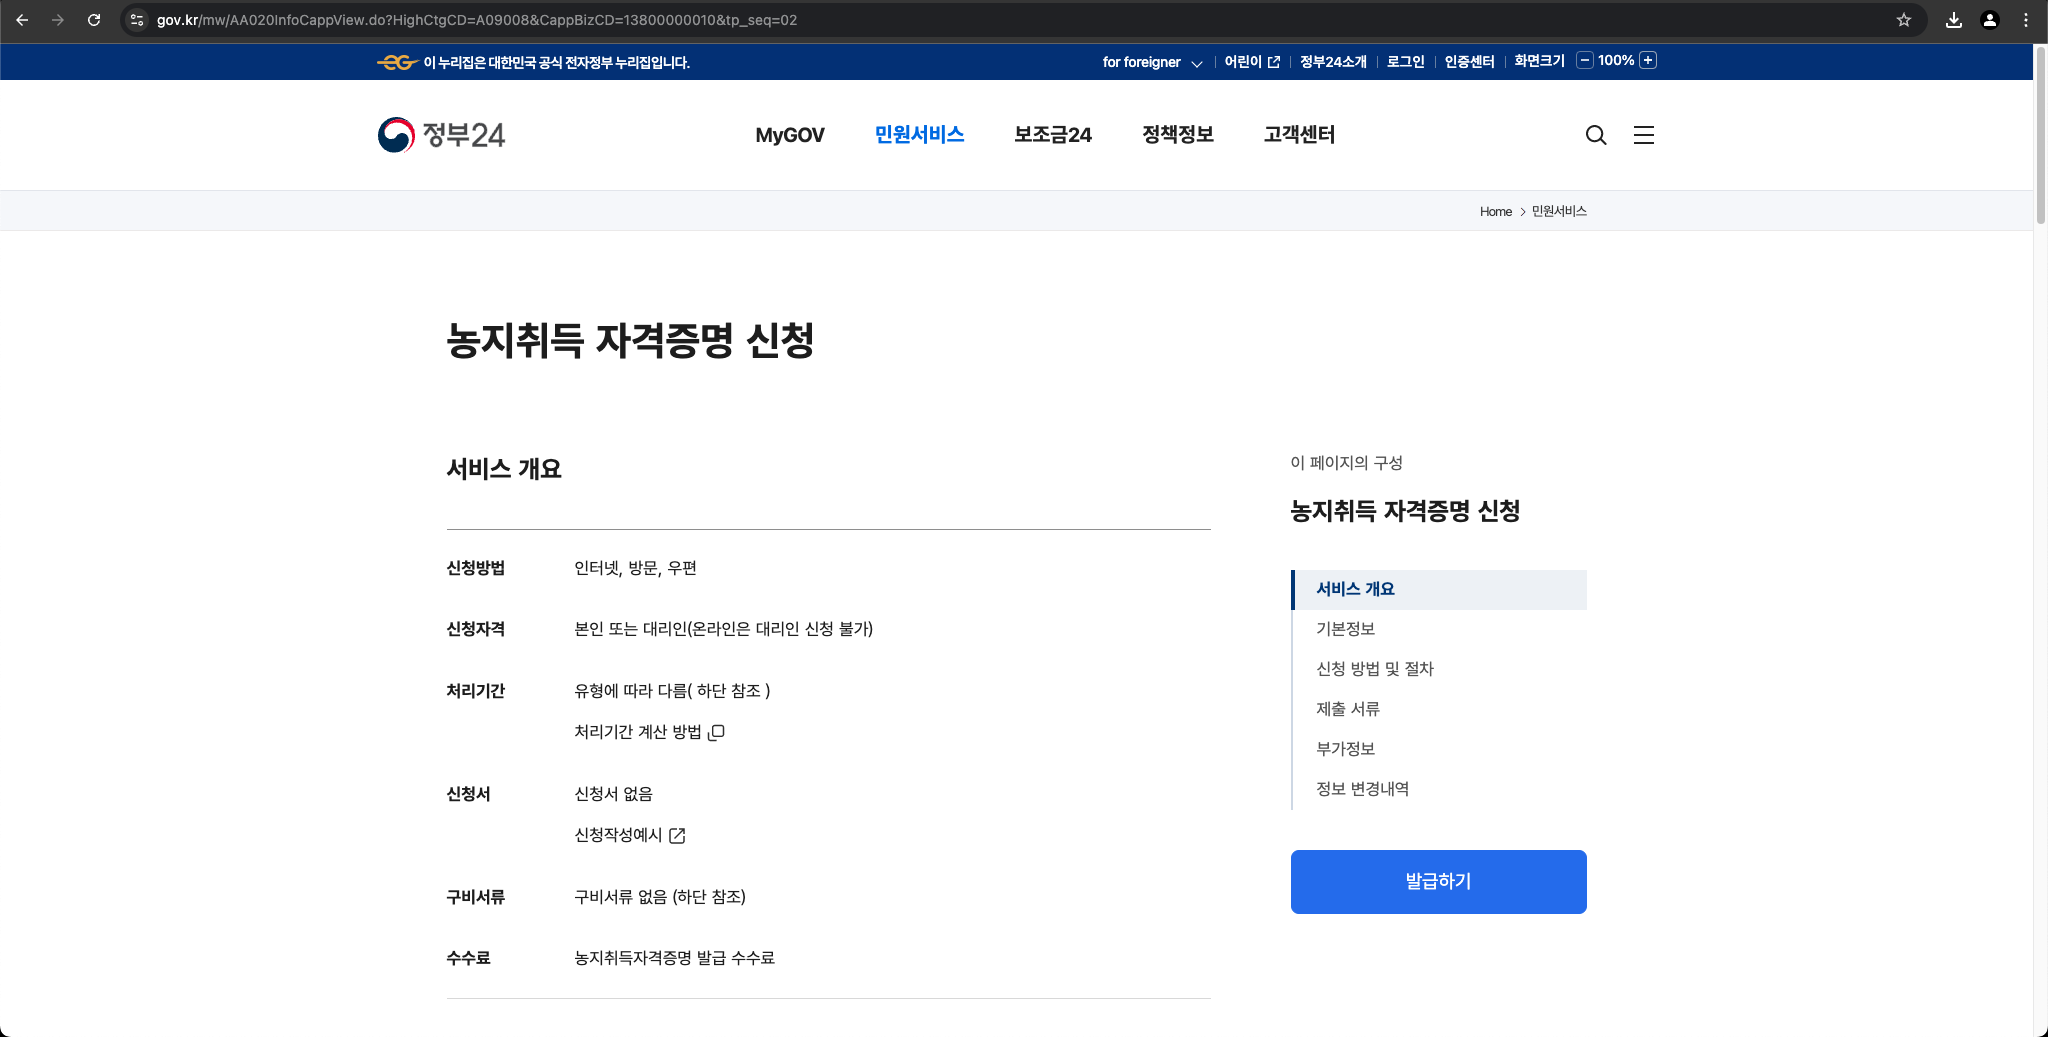 gov.kr/mw/AA020InfoCappView.do?HighCtgCD=A09008&CappBizCD=13800000010&tp_seq=02
이 누리집은 대한민국 공식 전자정부 누리집입니다.
for foreigner
어린이
정부24소개
로그인
인증센터
화면크기
100%
정부24
MyGOV
민원서비스
보조금24
정책정보
고객센터
Home > 민원서비스
농지취득 자격증명 신청
서비스 개요
신청방법
인터넷, 방문, 우편
신청자격
본인 또는 대리인(온라인은 대리인 신청 불가)
처리기간
유형에 따라 다름( 하단 참조 )
처리기간 계산 방법
신청서
신청서 없음
신청작성예시
구비서류
구비서류 없음 (하단 참조)
수수료
농지취득자격증명 발급 수수료
이 페이지의 구성
농지취득 자격증명 신청
서비스 개요
기본정보
신청 방법 및 절차
제출 서류
부가정보
정보 변경내역
발급하기